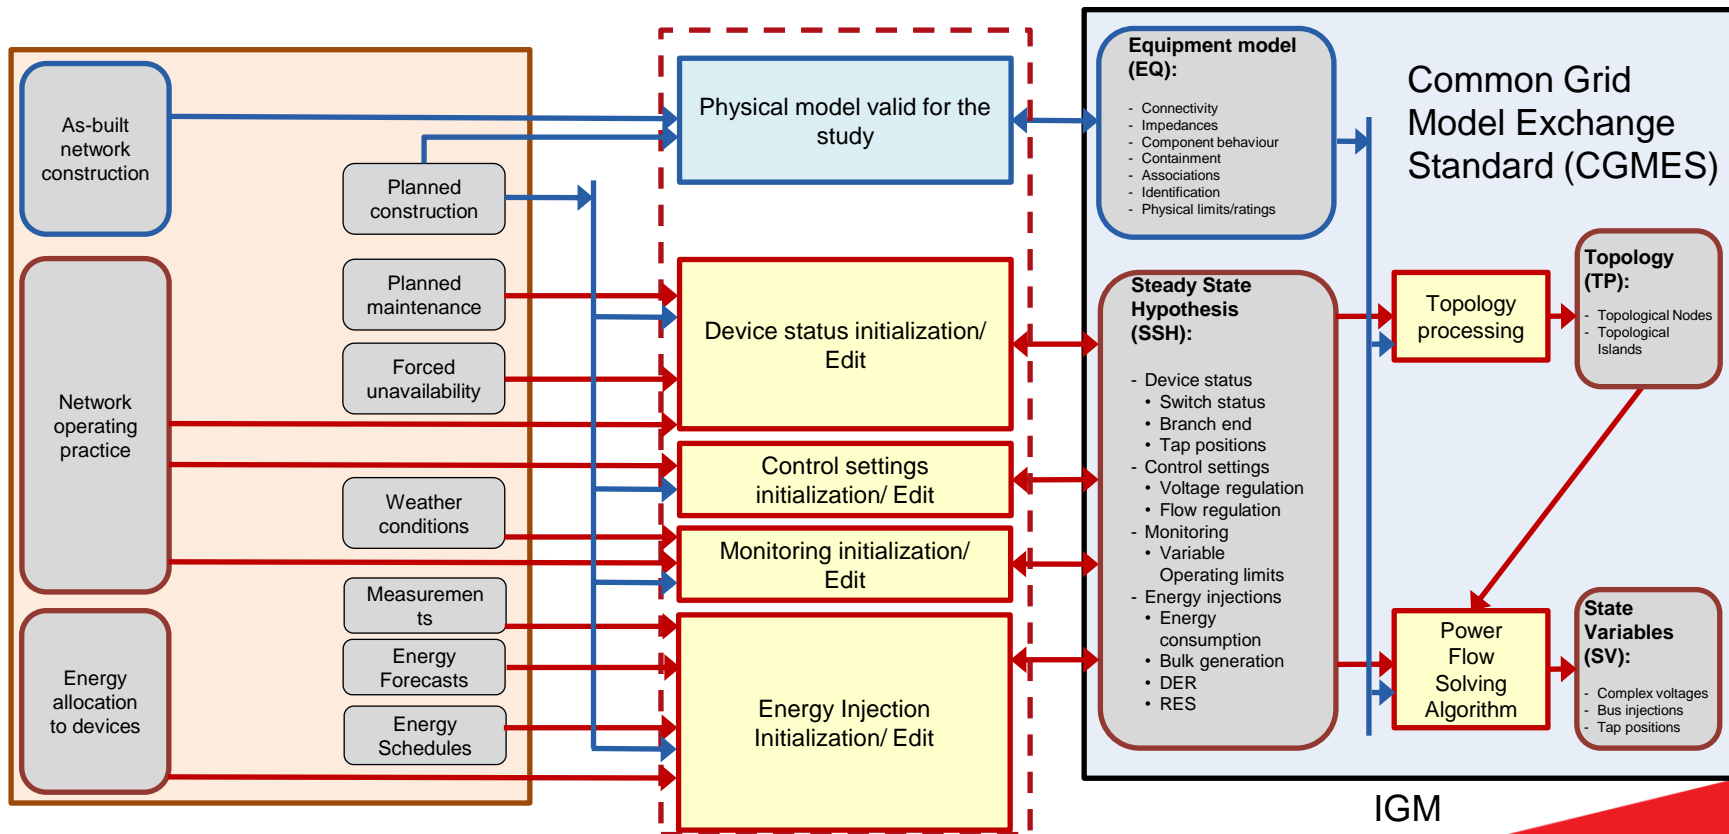 As-built
network
construction
Planned
construction
Planned
maintenance
Forced
unavailability
Network
operating
practice
Weather
conditions
Measuremen
ts
Energy
Forecasts
Energy
Schedules
Energy
allocation
to devices
Physical model valid for the
study
Device status initialization/
Edit
Control settings
initialization/ Edit
Monitoring initialization/
Edit
Energy Injection
Initialization/ Edit
Equipment model
(EQ):
- Connectivity
- Impedances
- Component behaviour
- Containment
- Associations
- Identification
- Physical limits/ratings
Steady State
Hypothesis
(SSH):
- Device status
• Switch status
• Branch end
• Tap positions
- Control settings
• Voltage regulation
• Flow regulation
- Monitoring
• Variable
Operating limits
- Energy injections
• Energy
consumption
• Bulk generation
• DER
• RES
Common Grid
Model Exchange
Standard (CGMES)
Topology
processing
Topology
(TP):
- Topological Nodes
- Topological
Islands
Power
Flow
Solving
Algorithm
State
Variables
(SV):
- Complex voltages
- Bus injections
- Tap positions
IGM